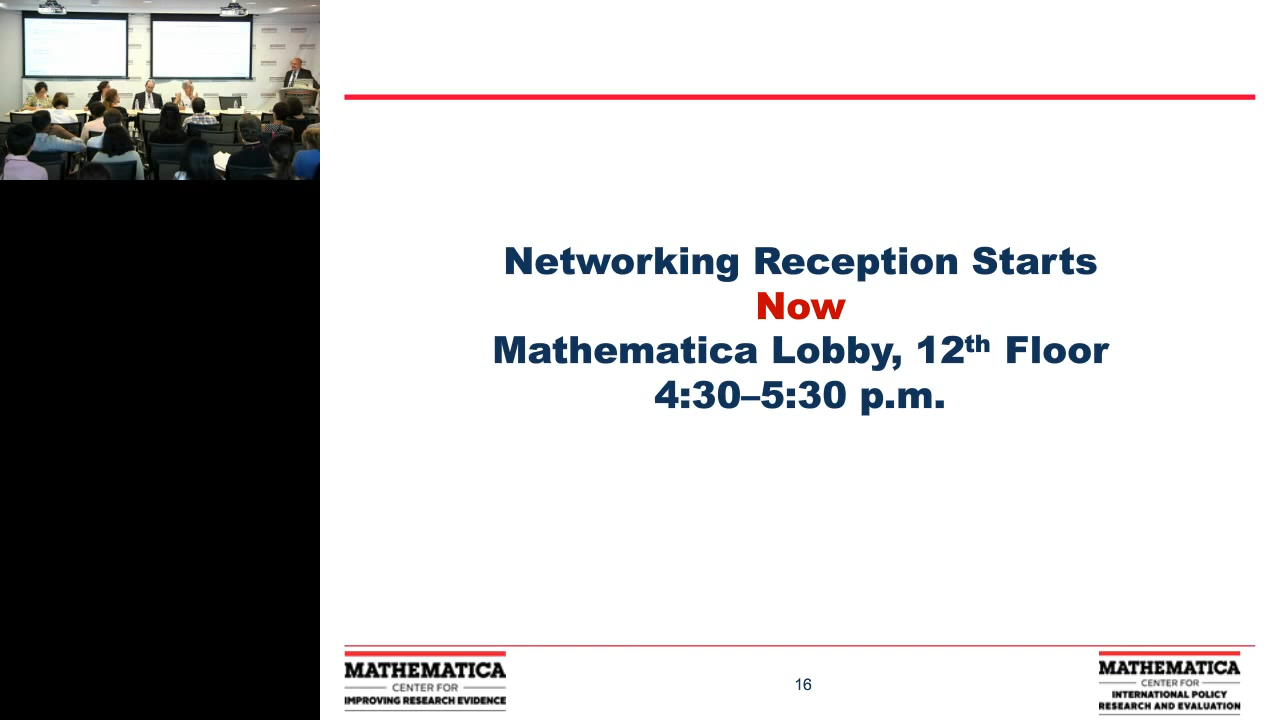 Networking Reception Starts
Now
Mathematica Lobby, 12th Floor
4:30–5:30 p.m.
MATHEMATICA
CENTER FOR
IMPROVING RESEARCH EVIDENCE
16
MATHEMATICA
CENTER FOR
INTERNATIONAL POLICY
RESEARCH AND EVALUATION